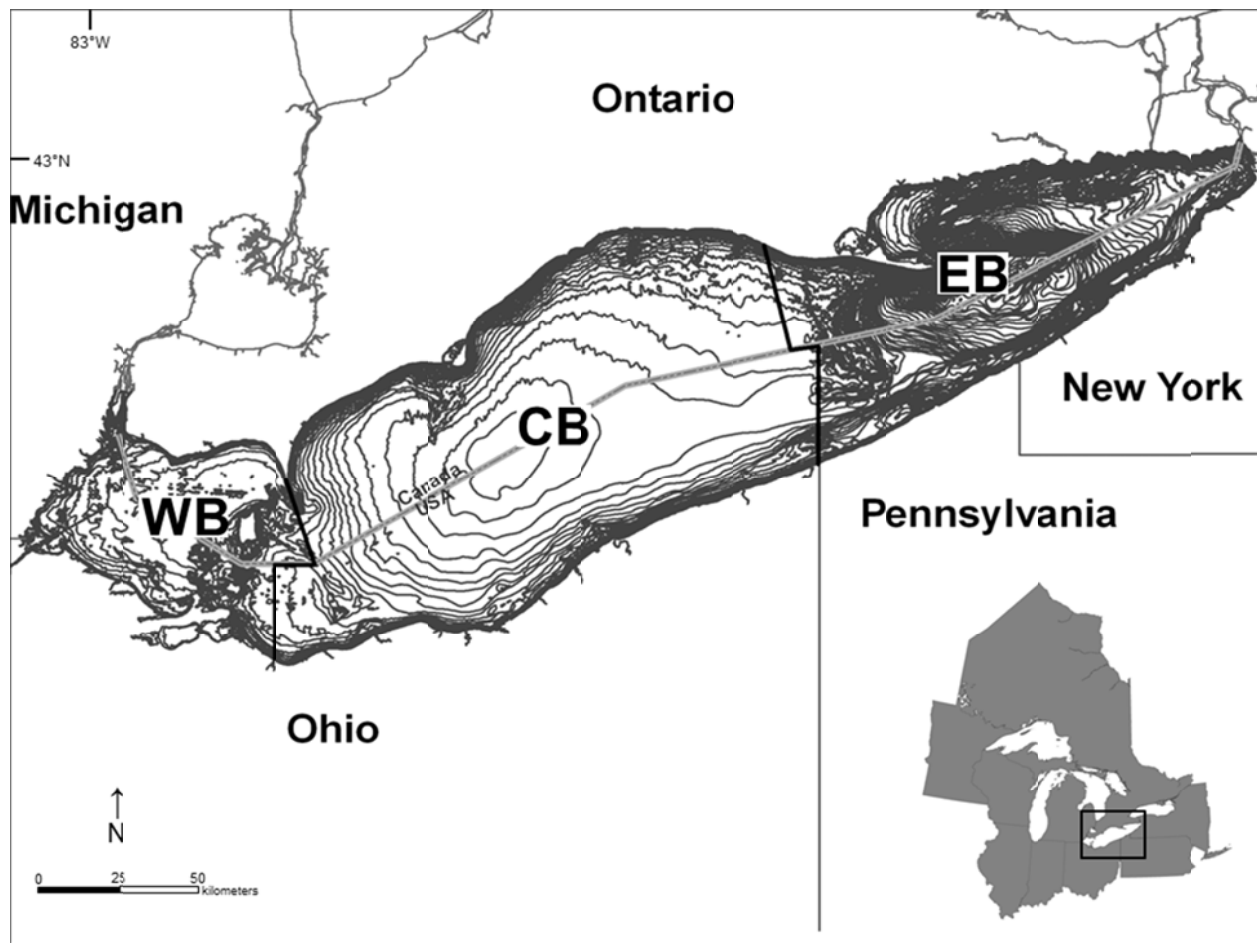 83°W
Ontario
43°N
Michigan
EB
New York
CB
Canada
USA
WB
Pennsylvania
Ohio
N
0 25 50
kilometers